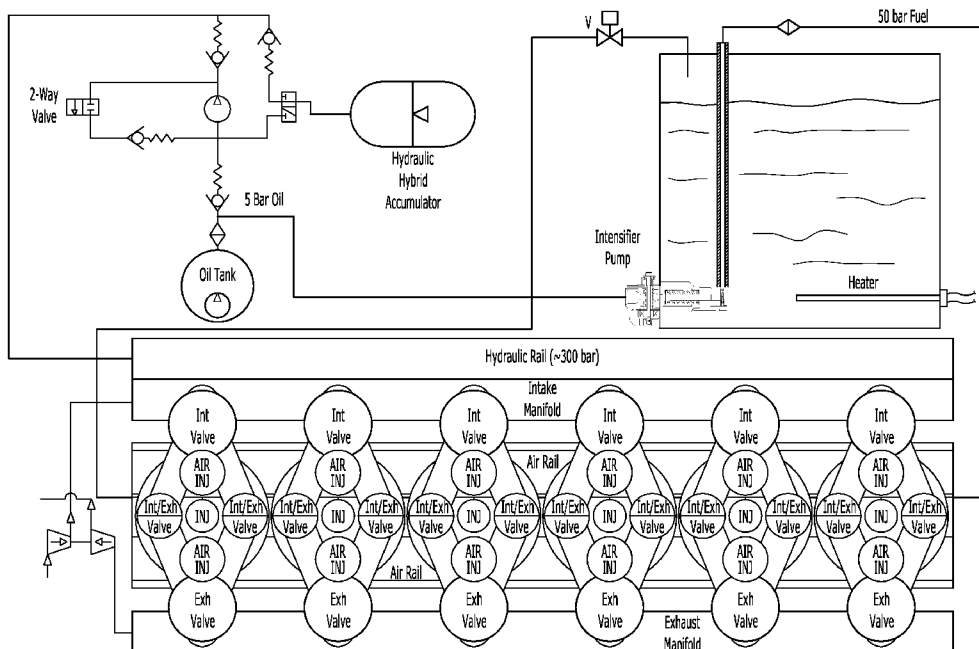 V
50 bar Fuel
2-Way
Valve
Hydraulic
Hybrid
Accumulator
5 Bar Oil
Intensifier
Pump
Oil Tank
Heater
Hydraulic Rail (~300 bar)
Intake
Manifold
Int
Valve
Int
Valve
Int
Valve
Int
Valve
Int
Valve
Int
Valve
Air Rail
AIR
INJ
AIR
INJ
AIR
INJ
AIR
INJ
AIR
INJ
AIR
INJ
Int/Exh
Valve
INJ
Int/Exh
Valve
Int/Exh
Valve
INJ
Int/Exh
Valve
Int/Exh
Valve
INJ
Int/Exh
Valve
Int/Exh
Valve
INJ
Int/Exh
Valve
Int/Exh
Valve
INJ
Int/Exh
Valve
Int/Exh
Valve
INJ
Int/Exh
Valve
AIR
INJ
AIR
INJ
AIR
INJ
AIR
INJ
AIR
INJ
AIR
INJ
Air Rail
Exh
Valve
Exh
Valve
Exh
Valve
Exh
Valve
Exh
Valve
Exh
Valve
Exhaust
Manifold